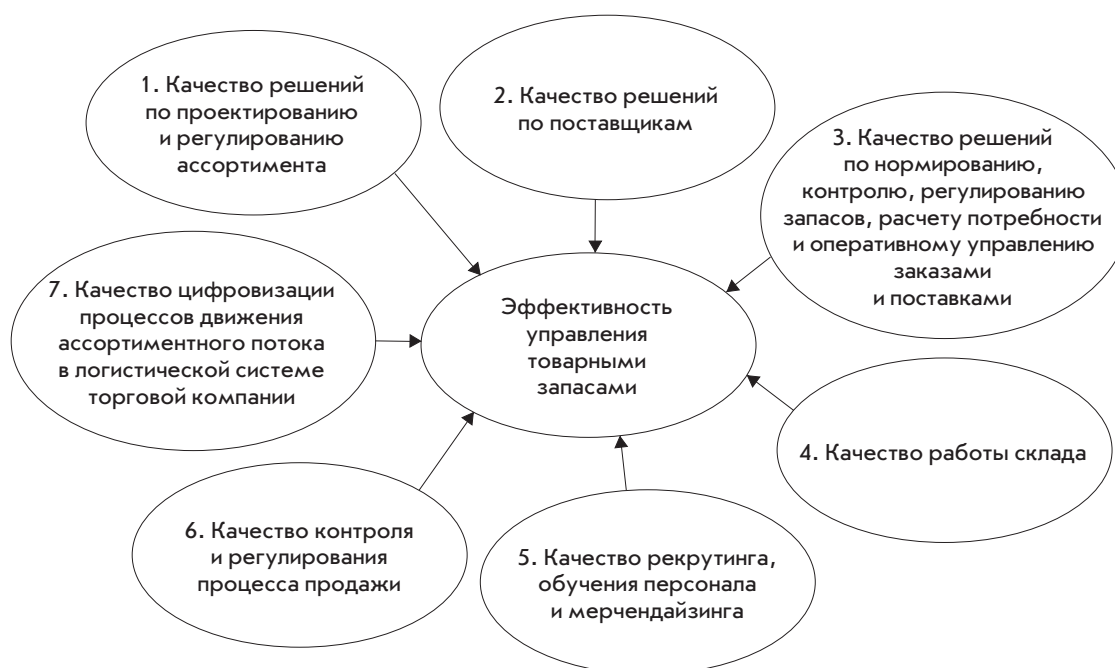 1. Качество решений
по проектированию
и регулированию
ассортимента
2. Качество решений
по поставщикам
3. Качество решений
по нормированию,
контролю, регулированию
запасов, расчету потребности
и оперативному управлению
заказами
и поставками
7. Качество цифровизации
процессов движения
ассортиментного потока
в логистической системе
торговой компании
Эффективность
управления
товарными
запасами
4. Качество работы склада
6. Качество контроля
и регулирования
процесса продажи
5. Качество рекрутинга,
обучения персонала
и мерчендайзинга